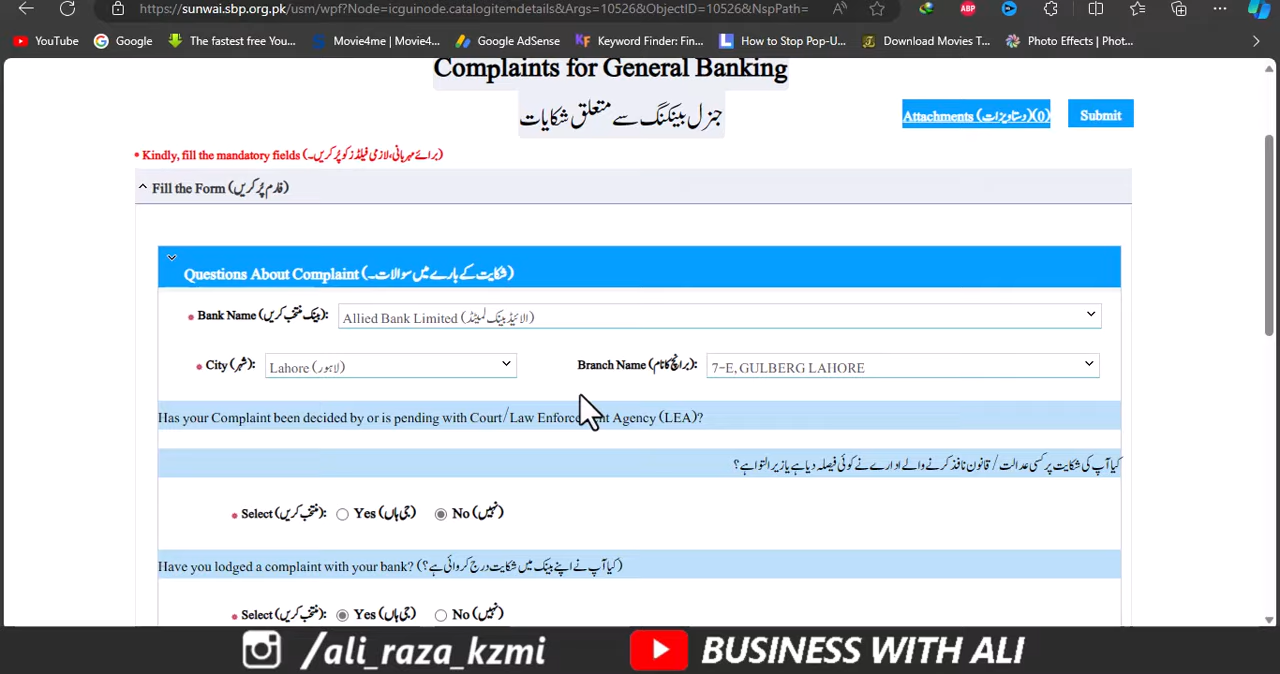 https://sunwai.sbp.org.pk/usm/wpf?Node=icguinode.catalogitemdetails&Args=10526&ObjectID=10526&NspPath=
ABP
YouTube Google The fastest free You... Movie4me | Movie4... Google AdSense Keyword Finder: Fin... How to Stop Pop-U... Download Movies T... Photo Effects | Phot...
Complaints for General Banking
جنرل بینکنگ سے متعلق شکایات
Attachments (دستاویزات)(0) Submit
• Kindly, fill the mandatory fields (برائے مہربانی، لازمی فیلڈز کو پُر کریں۔)
Fill the Form (فارم پُر کریں)
Questions About Complaint (شکایت کے بارے میں سوالات۔)
• Bank Name (بینک منتخب کریں): Allied Bank Limited (الائیڈ بینک لمیٹڈ)
• City (شہر): Lahore (لاہور) Branch Name (برانچ کا نام): 7-E, GULBERG LAHORE
Has your Complaint been decided by or is pending with Court/Law Enforcement Agency (LEA)?
کیا آپ کی شکایت پر کسی عدالت / قانون نافذ کرنے والے ادارے نے کوئی فیصلہ دیا ہے یا زیر التوا ہے؟
• Select (منتخب کریں): Yes (جی ہاں) No (نہیں)
Have you lodged a complaint with your bank? (کیا آپ نے اپنے بینک میں شکایت درج کروائی ہے؟)
• Select (منتخب کریں): Yes (جی ہاں) No (نہیں)
/ali_raza_kzmi BUSINESS WITH ALI